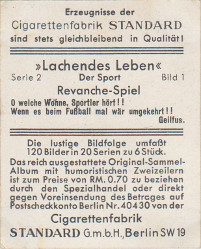 Erzeugnisse der
Cigarettenfabrik STANDARD
sind stets gleichbleibend in Qualität!
»Lachendes Leben«
Serie 2 Der Sport Bild 1
Revanche-Spiel
O welche Wonne, Sportler hört!!
Wenn es beim Fußball mal wär umgekehrt!!
Gellfus.
Die lustige Bildfolge umfaßt
120 Bilder in 20 Serien zu 6 Stück.
Das reich ausgestattete Original-Sammel-
Album mit humoristischen Zweizeilern
ist zum Preise von RM. 0.70 zu beziehen
durch den Spezialhandel oder direkt
gegen Voreinsendung des Betrages auf
Postscheckkonto Berlin Nr. 40430 von der
Cigarettenfabrik
STANDARD G.m.b.H., Berlin SW 19